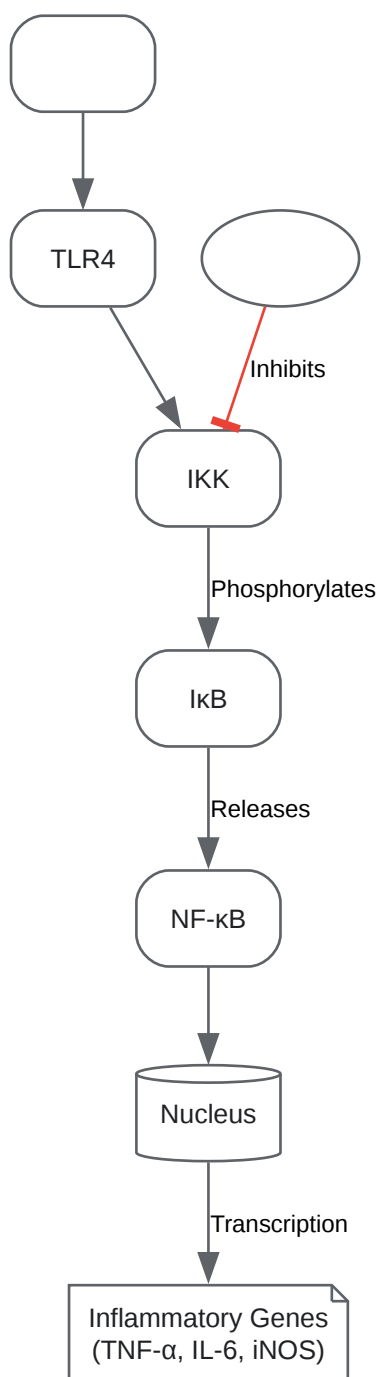 TLR4
Inhibits
IKK
Phosphorylates
IκB
Releases
NF-κB
Nucleus
Transcription
Inflammatory Genes
(TNF-α, IL-6, iNOS)